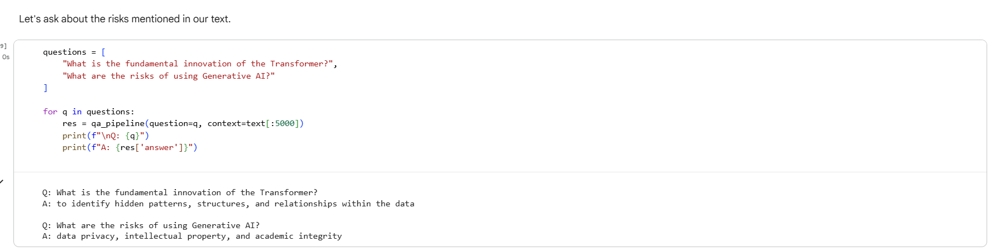 Let's ask about the risks mentioned in our text.
9]
0s
questions = [
    "What is the fundamental innovation of the Transformer?",
    "What are the risks of using Generative AI?"
]
for q in questions:
    res = qa_pipeline(question=q, context=text[:5000])
    print(f"\nQ: {q}")
    print(f"A: {res['answer']}")
Q: What is the fundamental innovation of the Transformer?
A: to identify hidden patterns, structures, and relationships within the data
Q: What are the risks of using Generative AI?
A: data privacy, intellectual property, and academic integrity